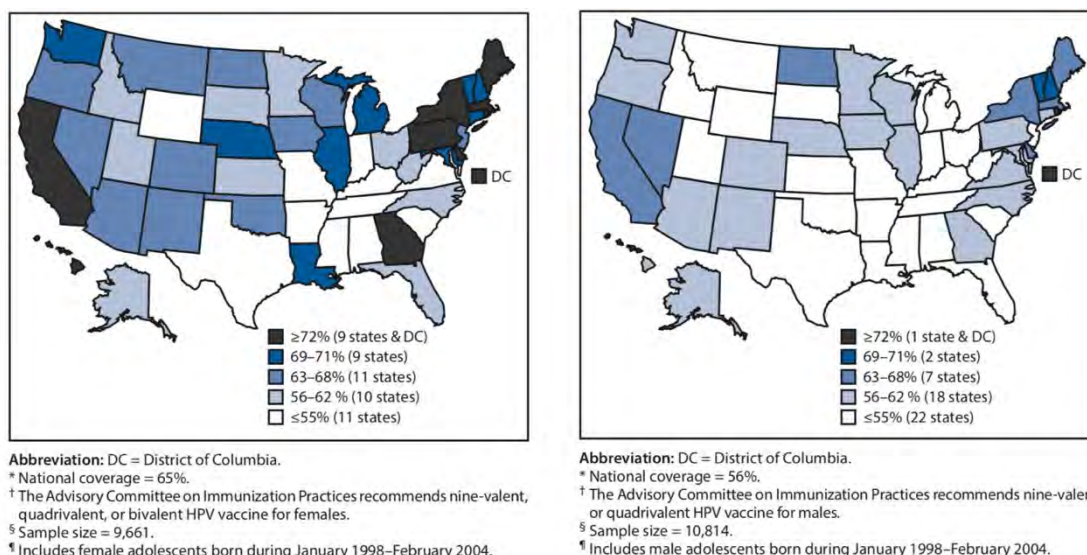 DC
≥72% (9 states & DC)
69–71% (9 states)
63–68% (11 states)
56–62 % (10 states)
≤55% (11 states)
Abbreviation: DC = District of Columbia.
* National coverage = 65%.
† The Advisory Committee on Immunization Practices recommends nine-valent,
quadrivalent, or bivalent HPV vaccine for females.
§ Sample size = 9,661.
¶ Includes female adolescents born during January 1998–February 2004.
DC
≥72% (1 state & DC)
69–71% (2 states)
63–68% (7 states)
56–62 % (18 states)
≤55% (22 states)
Abbreviation: DC = District of Columbia.
* National coverage = 56%.
† The Advisory Committee on Immunization Practices recommends
or quadrivalent HPV vaccine for males.
§ Sample size = 10,814.
¶ Includes male adolescents born during January 1998–February 2004.